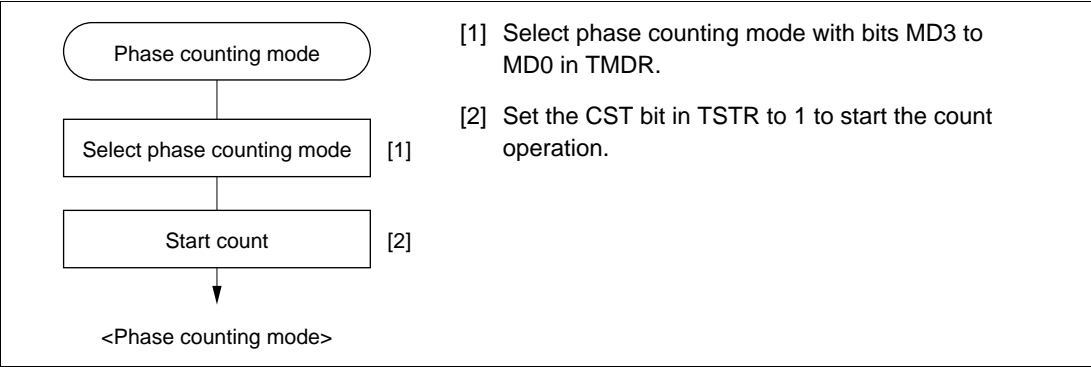 Phase counting mode
Select phase counting mode [1]
Start count [2]
<Phase counting mode>
[1] Select phase counting mode with bits MD3 to
MD0 in TMDR.
[2] Set the CST bit in TSTR to 1 to start the count
operation.